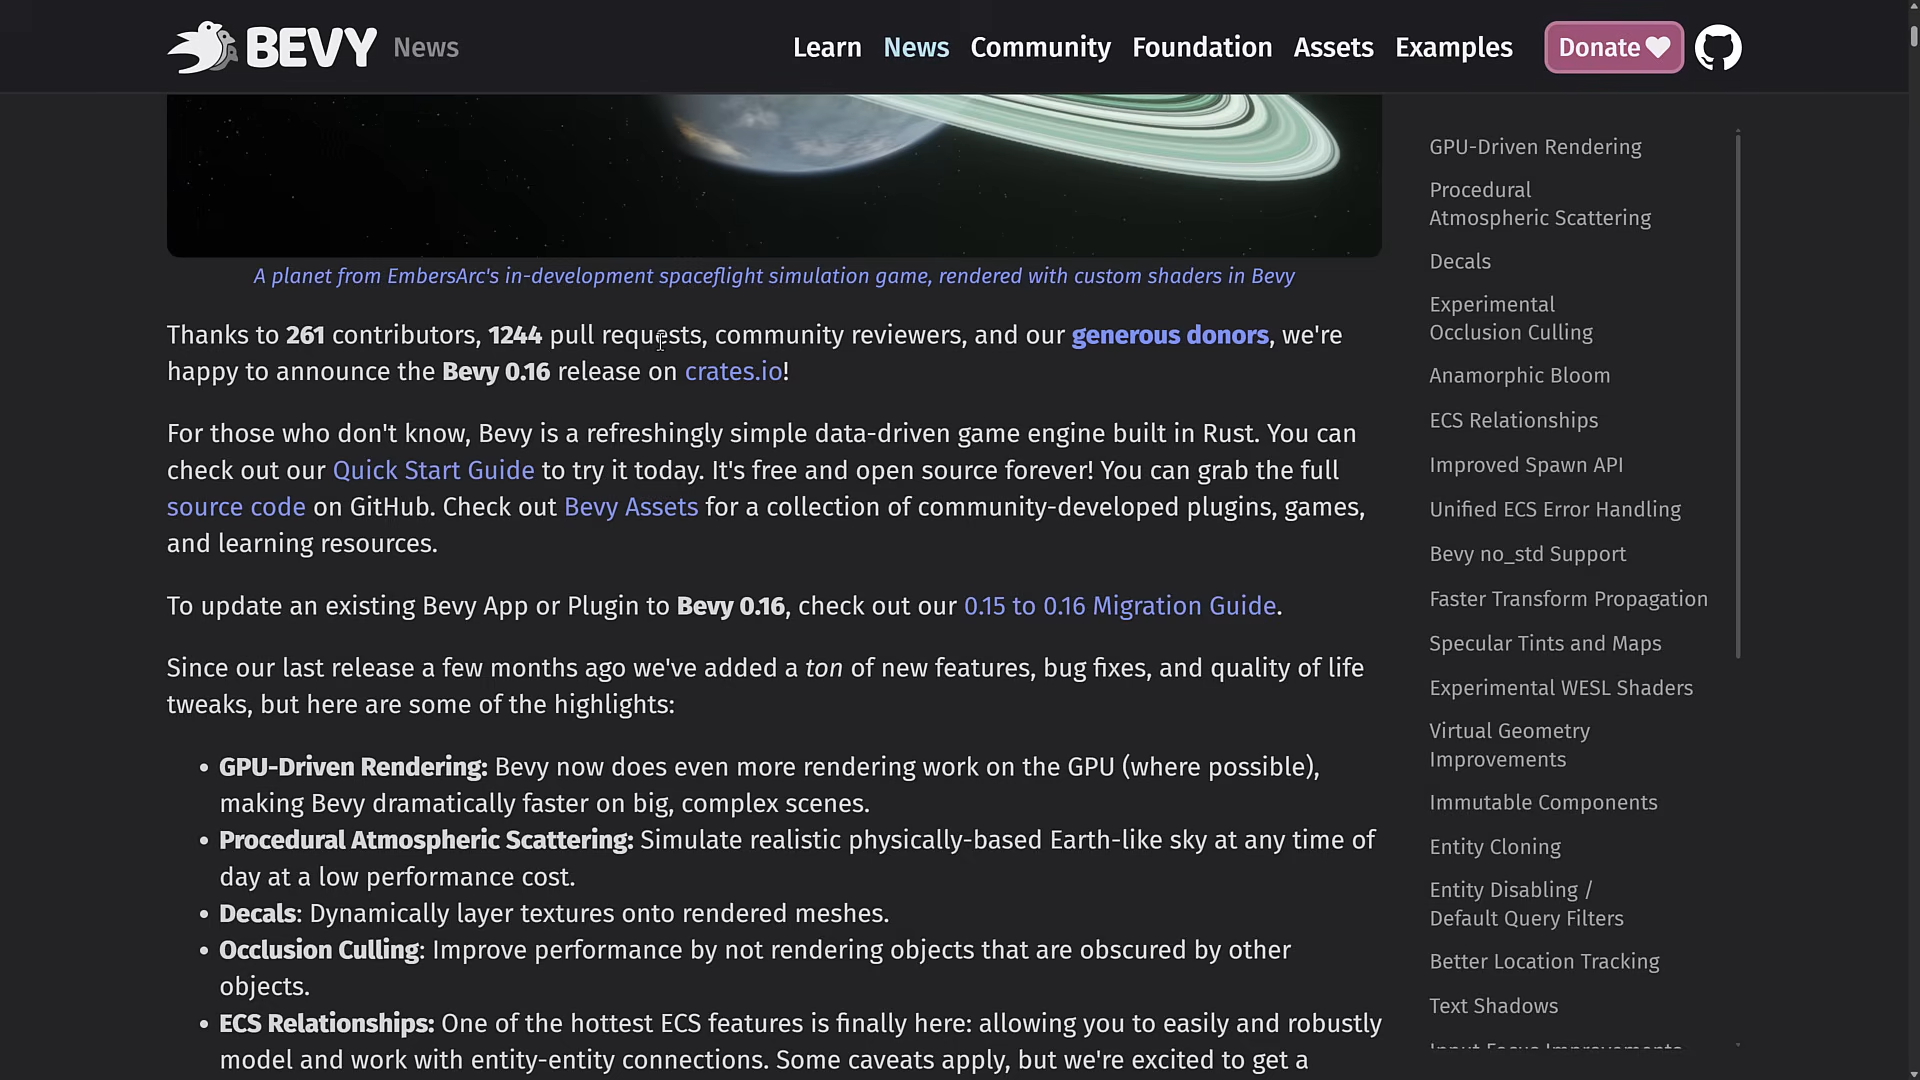 BEVY News
Learn News Community Foundation Assets Examples Donate
A planet from EmbersArc's in-development spaceflight simulation game, rendered with custom shaders in Bevy
Thanks to 261 contributors, 1244 pull requests, community reviewers, and our generous donors, we're
happy to announce the Bevy 0.16 release on crates.io!
For those who don't know, Bevy is a refreshingly simple data-driven game engine built in Rust. You can
check out our Quick Start Guide to try it today. It's free and open source forever! You can grab the full
source code on GitHub. Check out Bevy Assets for a collection of community-developed plugins, games,
and learning resources.
To update an existing Bevy App or Plugin to Bevy 0.16, check out our 0.15 to 0.16 Migration Guide.
Since our last release a few months ago we've added a ton of new features, bug fixes, and quality of life
tweaks, but here are some of the highlights:
• GPU-Driven Rendering: Bevy now does even more rendering work on the GPU (where possible),
making Bevy dramatically faster on big, complex scenes.
• Procedural Atmospheric Scattering: Simulate realistic physically-based Earth-like sky at any time of
day at a low performance cost.
• Decals: Dynamically layer textures onto rendered meshes.
• Occlusion Culling: Improve performance by not rendering objects that are obscured by other
objects.
• ECS Relationships: One of the hottest ECS features is finally here: allowing you to easily and robustly
model and work with entity-entity connections. Some caveats apply, but we're excited to get a
GPU-Driven Rendering
Procedural
Atmospheric Scattering
Decals
Experimental
Occlusion Culling
Anamorphic Bloom
ECS Relationships
Improved Spawn API
Unified ECS Error Handling
Bevy no_std Support
Faster Transform Propagation
Specular Tints and Maps
Experimental WESL Shaders
Virtual Geometry
Improvements
Immutable Components
Entity Cloning
Entity Disabling /
Default Query Filters
Better Location Tracking
Text Shadows
Input Focus Improvements